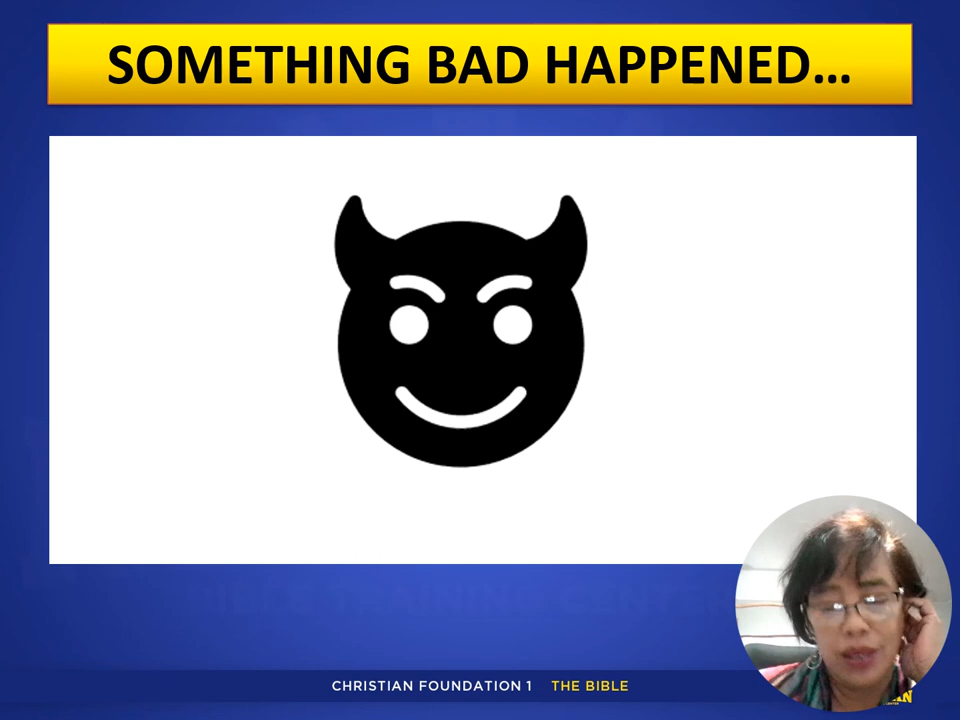 SOMETHING BAD HAPPENED...
CHRISTIAN FOUNDATION 1 THE BIBLE